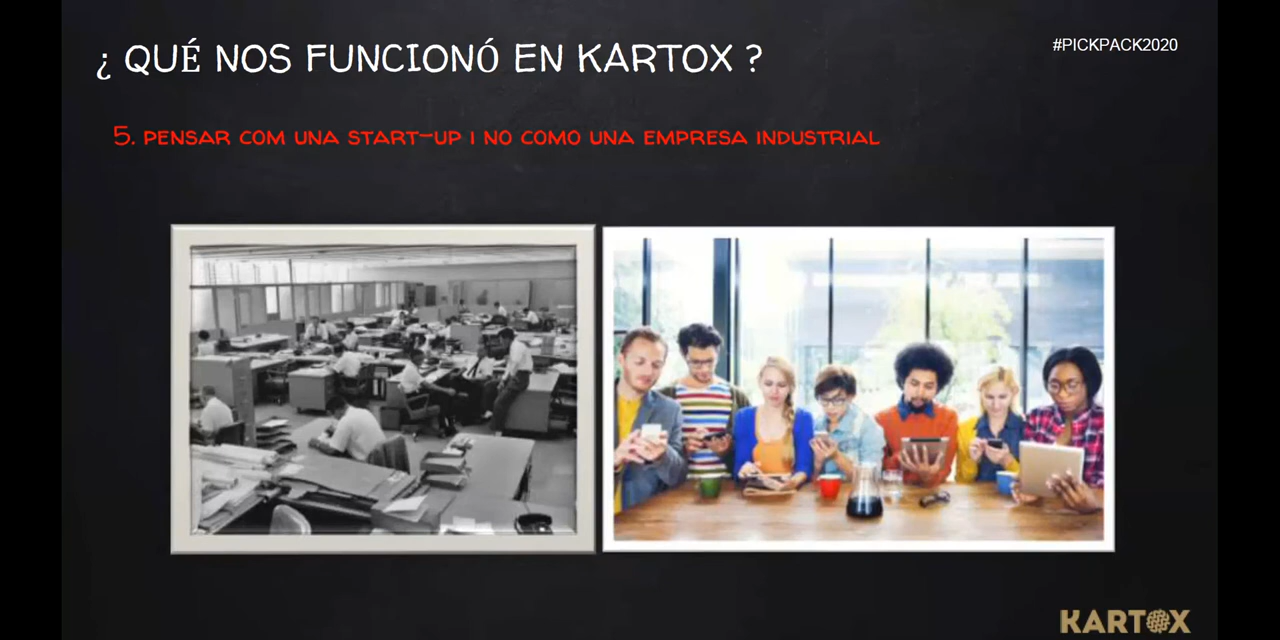 ¿ QUÉ NOS FUNCIONÓ EN KARTOX ?
#PICKPACK2020
5. PENSAR COM UNA START-UP I NO COMO UNA EMPRESA INDUSTRIAL
KARTOX